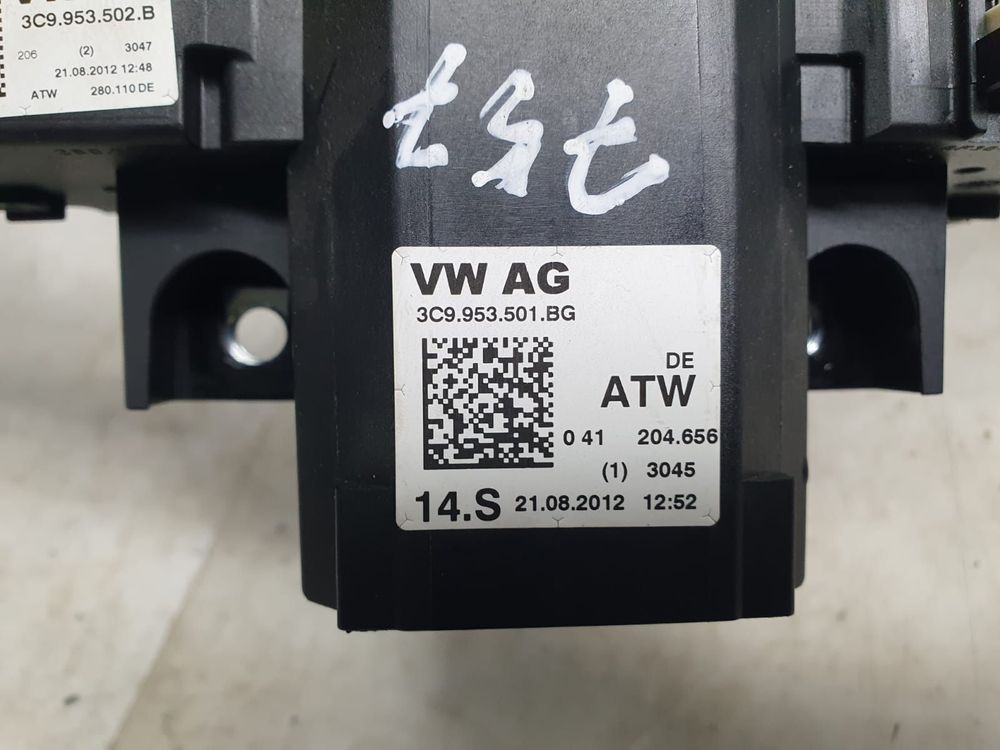 3C9.953.502.B
206 (2) 3047
21.08.2012 12:48
ATW 280.110 DE
VW AG
3C9.953.501.BG
DE
ATW
0 41 204.656
(1) 3045
14.S 21.08.2012 12:52